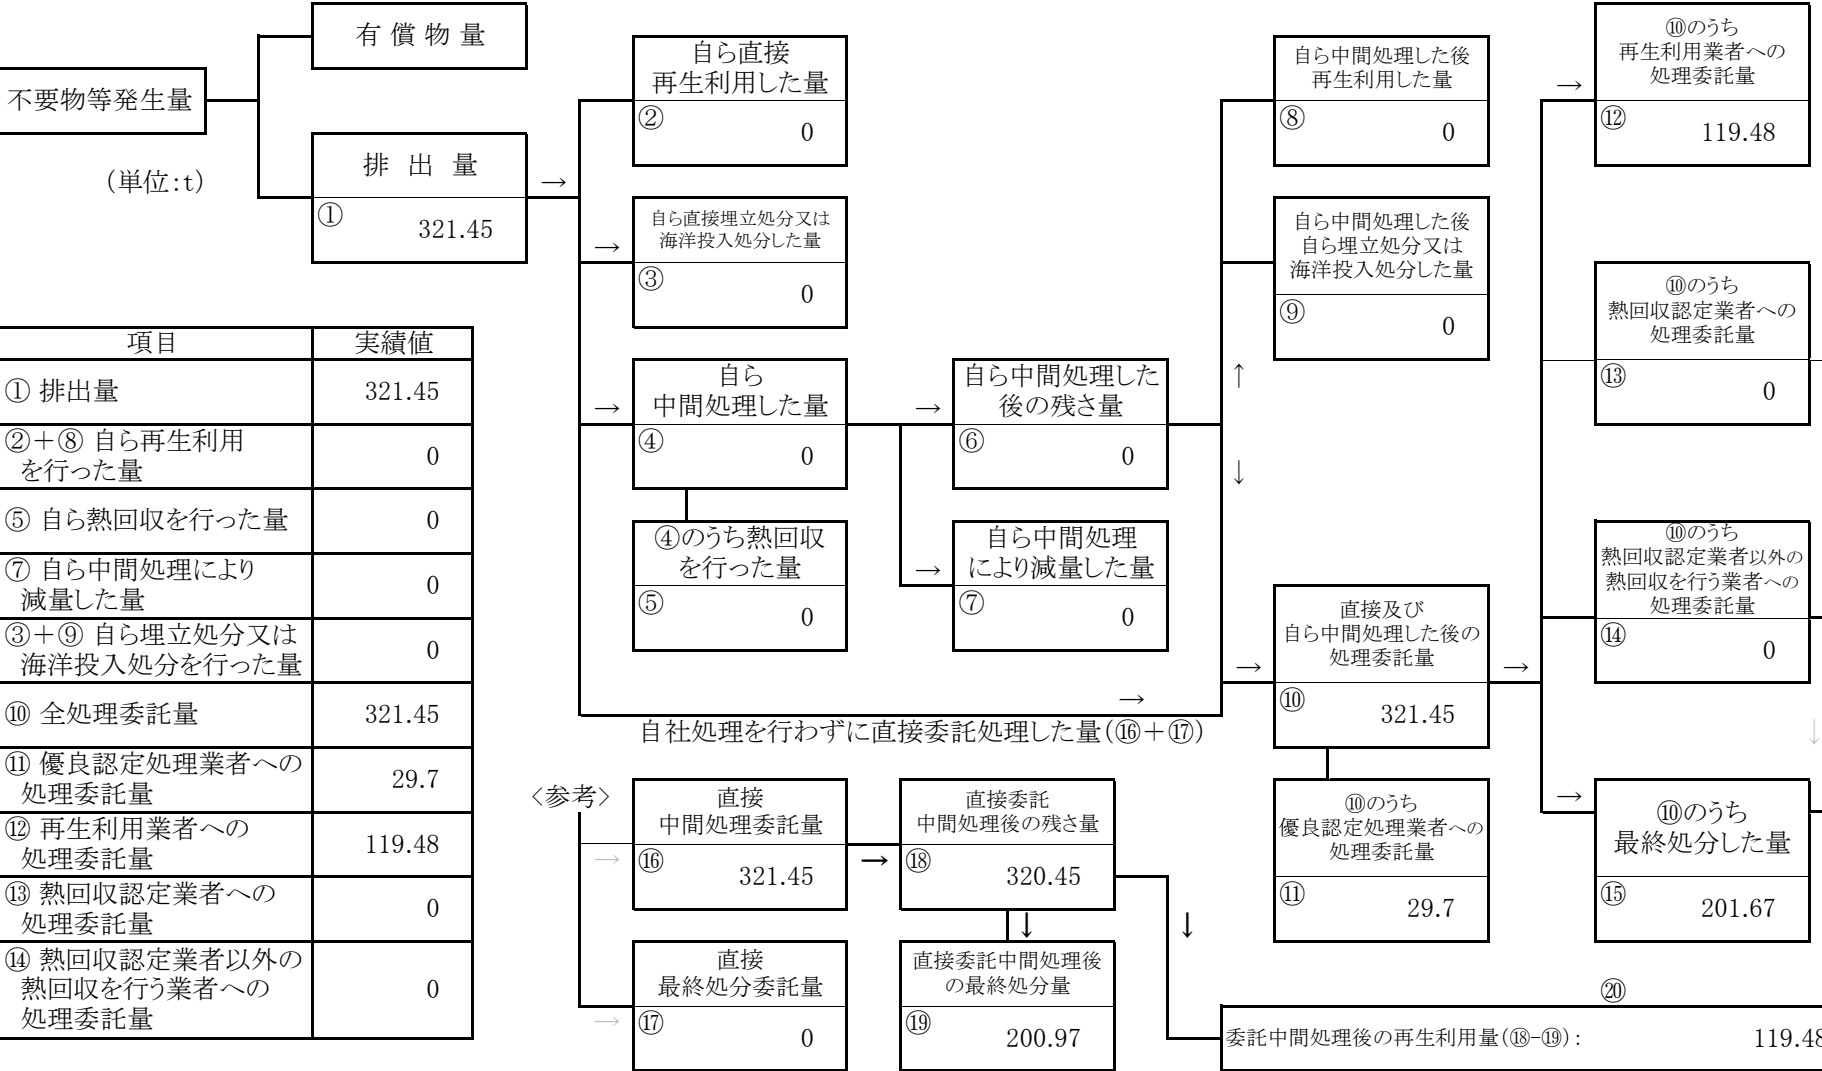 有 償 物 量
不要物等発生量
(単位:t)
排 出 量
① 321.45
→
自ら直接
再生利用した量
② 0
→
自ら直接埋立処分又は
海洋投入処分した量
③ 0
→
自ら
中間処理した量
④ 0
④のうち熱回収
を行った量
⑤ 0
→
自ら中間処理した
後の残さ量
⑥ 0
→
自ら中間処理
により減量した量
⑦ 0
自ら中間処理した後
再生利用した量
⑧ 0
自ら中間処理した後
自ら埋立処分又は
海洋投入処分した量
⑨ 0
↑
↓
→
自社処理を行わずに直接委託処理した量(⑯+⑰)
→
直接及び
自ら中間処理した後の
処理委託量
⑩ 321.45
→
⑩のうち
優良認定処理業者への
処理委託量
⑪ 29.7
→
⑩のうち
再生利用業者への
処理委託量
⑫ 119.48
⑩のうち
熱回収認定業者への
処理委託量
⑬ 0
⑩のうち
熱回収認定業者以外の
熱回収を行う業者への
処理委託量
⑭ 0
↓
→
⑩のうち
最終処分した量
⑮ 201.67
項目 実績値
① 排出量 321.45
②+⑧ 自ら再生利用
を行った量 0
⑤ 自ら熱回収を行った量 0
⑦ 自ら中間処理により
減量した量 0
③+⑨ 自ら埋立処分又は
海洋投入処分を行った量 0
⑩ 全処理委託量 321.45
⑪ 優良認定処理業者への
処理委託量 29.7
⑫ 再生利用業者への
処理委託量 119.48
⑬ 熱回収認定業者への
処理委託量 0
⑭ 熱回収認定業者以外の
熱回収を行う業者への
処理委託量 0
〈参考〉
→
直接
中間処理委託量
⑯ 321.45
→
直接委託
中間処理後の残さ量
⑱ 320.45
↓
↓
→
直接
最終処分委託量
⑰ 0
直接委託中間処理後
の最終処分量
⑲ 200.97
⑳
委託中間処理後の再生利用量(⑱-⑲): 119.48